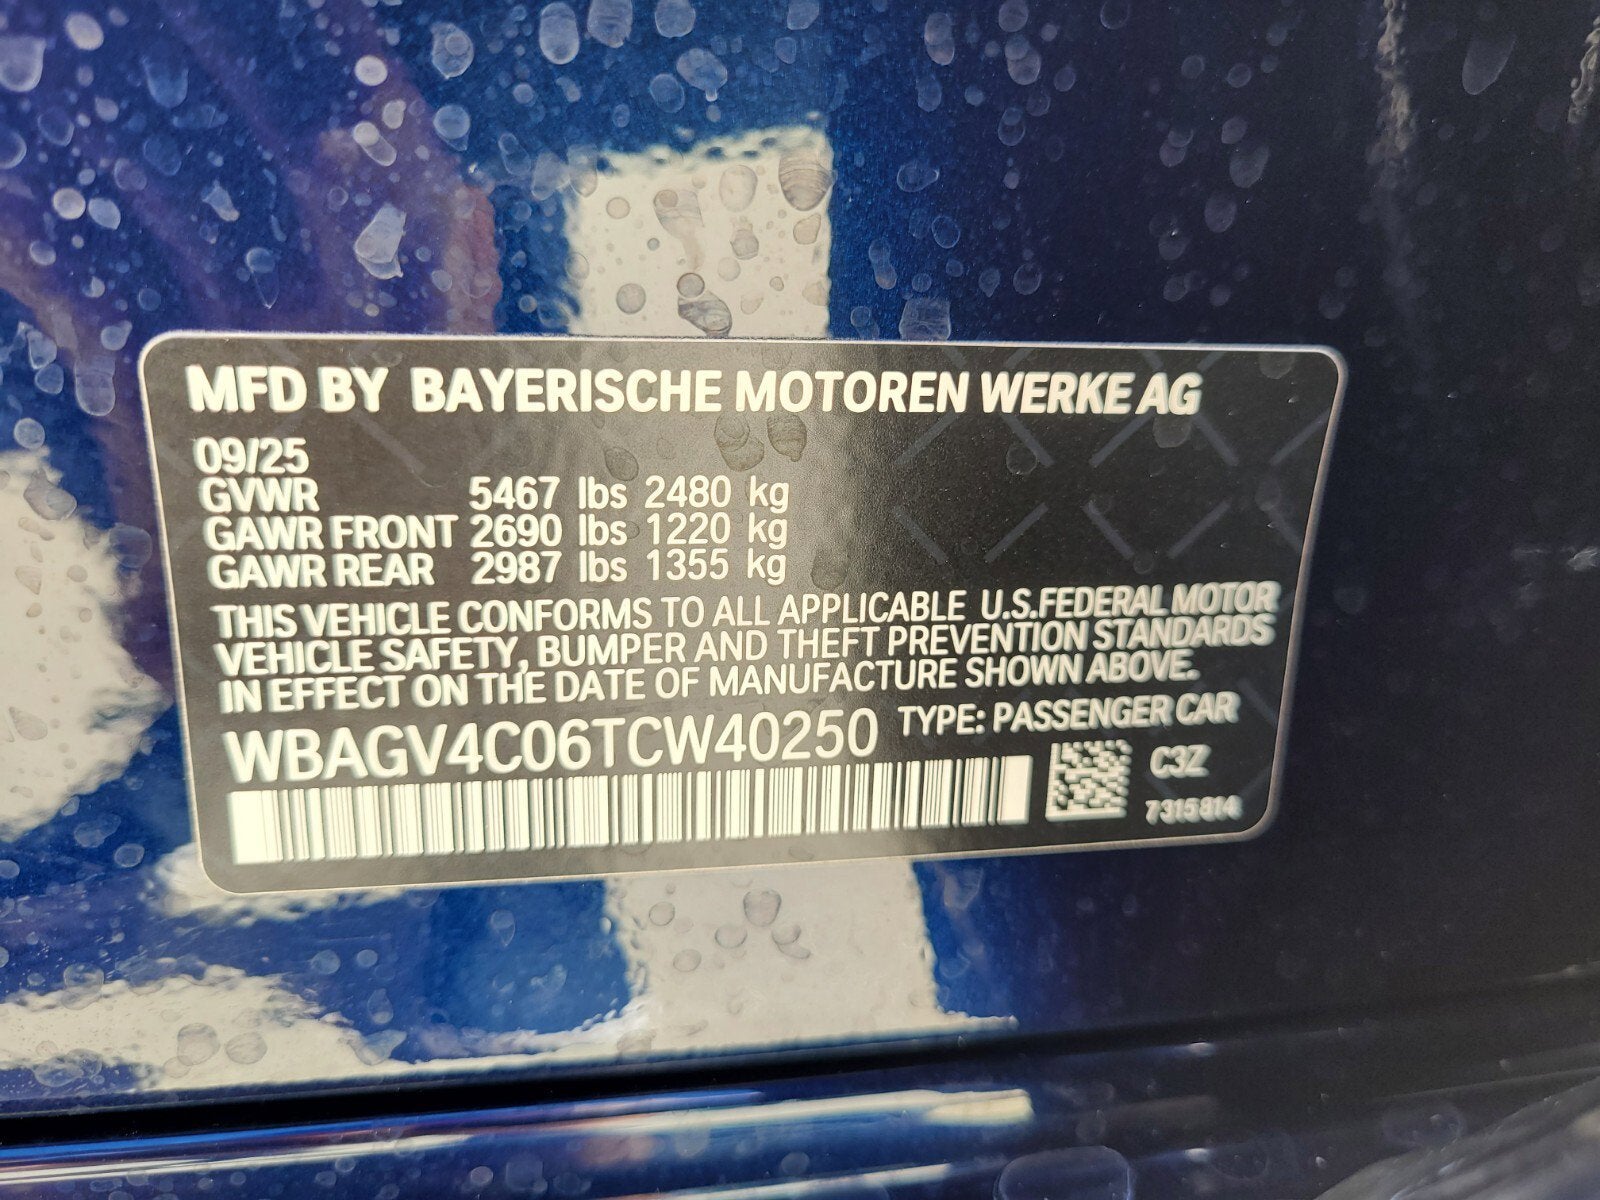 MFD BY BAYERISCHE MOTOREN WERKE AG
09/25
GVWR 5467 lbs 2480 kg
GAWR FRONT 2690 lbs 1220 kg
GAWR REAR 2987 lbs 1355 kg
THIS VEHICLE CONFORMS TO ALL APPLICABLE U.S.FEDERAL MOTOR
VEHICLE SAFETY, BUMPER AND THEFT PREVENTION STANDARDS
IN EFFECT ON THE DATE OF MANUFACTURE SHOWN ABOVE.
WBAGV4C06TCW40250 TYPE: PASSENGER CAR
C3Z
7315814